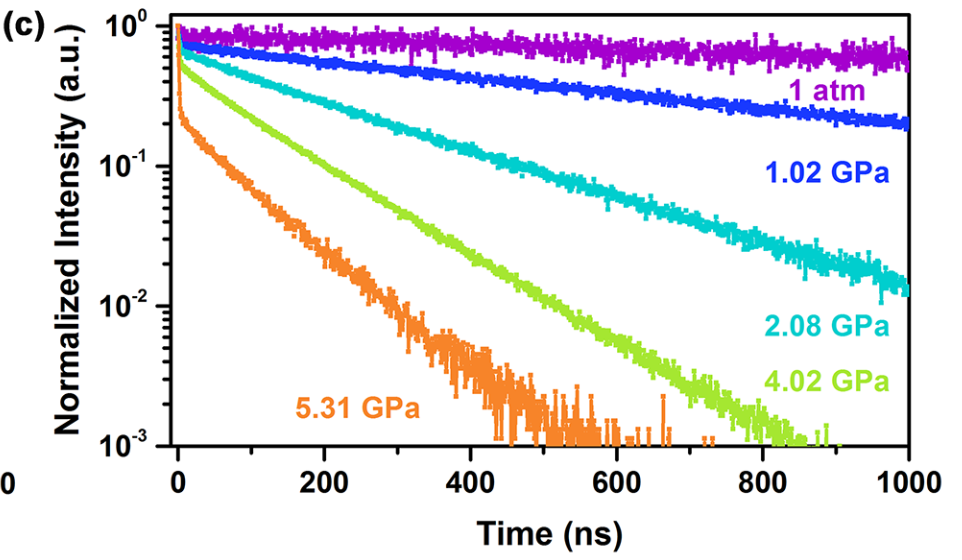 (c)
Normalized Intensity (a.u.)
10⁰
10⁻¹
10⁻²
10⁻³
1 atm
1.02 GPa
2.08 GPa
4.02 GPa
5.31 GPa
0
0 200 400 600 800 1000
Time (ns)